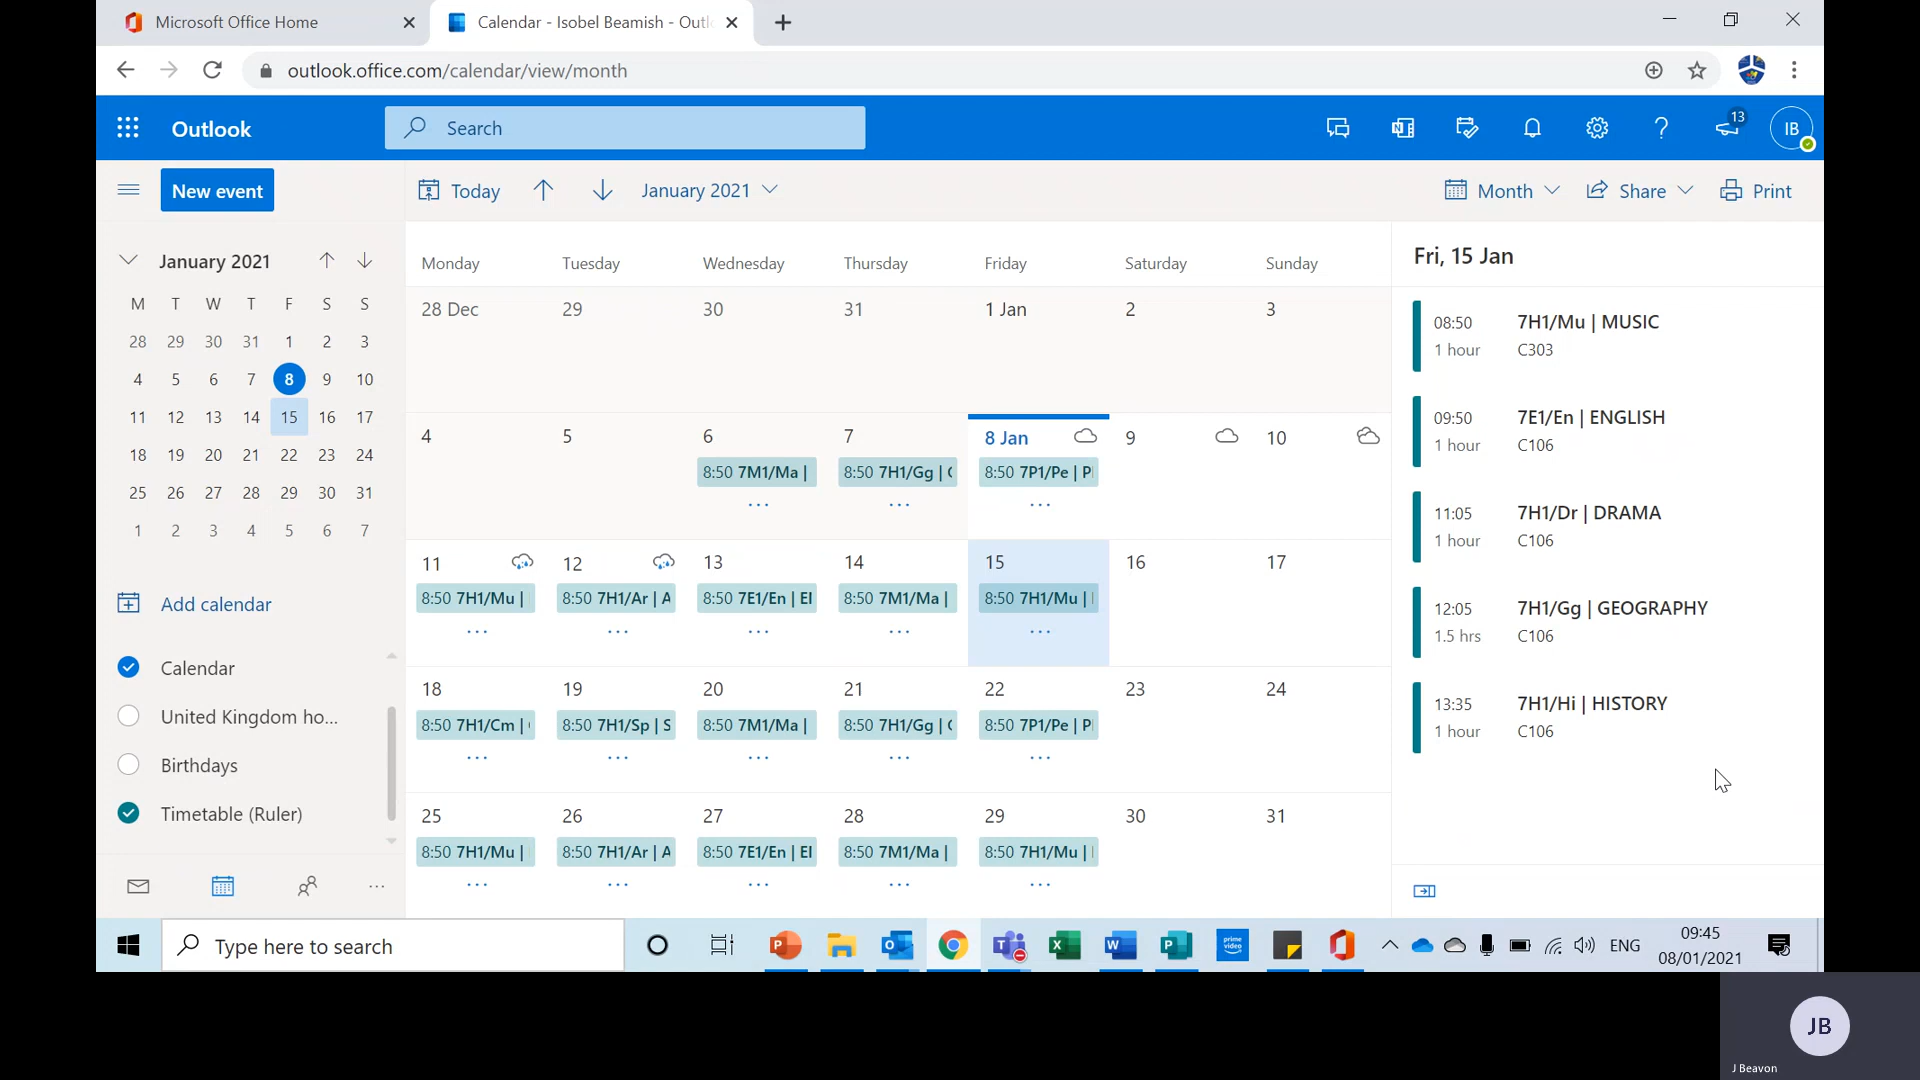 Microsoft Office Home
Calendar - Isobel Beamish - Outl
outlook.office.com/calendar/view/month
Outlook
Search
13
IB
New event
Today
January 2021
Month
Share
Print
January 2021
M T W T F S S
28 29 30 31 1 2 3
4 5 6 7 8 9 10
11 12 13 14 15 16 17
18 19 20 21 22 23 24
25 26 27 28 29 30 31
1 2 3 4 5 6 7
Add calendar
Calendar
United Kingdom ho...
Birthdays
Timetable (Ruler)
Monday Tuesday Wednesday Thursday Friday Saturday Sunday
28 Dec 29 30 31 1 Jan 2 3
4 5 6 7 8 Jan 9 10
8:50 7M1/Ma | 8:50 7H1/Gg | 8:50 7P1/Pe | P
... ... ...
11 12 13 14 15 16 17
8:50 7H1/Mu | 8:50 7H1/Ar | A 8:50 7E1/En | El 8:50 7M1/Ma | 8:50 7H1/Mu |
... ... ... ... ...
18 19 20 21 22 23 24
8:50 7H1/Cm | 8:50 7H1/Sp | S 8:50 7M1/Ma | 8:50 7H1/Gg | 8:50 7P1/Pe | P
... ... ... ... ...
25 26 27 28 29 30 31
8:50 7H1/Mu | 8:50 7H1/Ar | A 8:50 7E1/En | El 8:50 7M1/Ma | 8:50 7H1/Mu |
... ... ... ... ...
Fri, 15 Jan
08:50 7H1/Mu | MUSIC
1 hour C303
09:50 7E1/En | ENGLISH
1 hour C106
11:05 7H1/Dr | DRAMA
1 hour C106
12:05 7H1/Gg | GEOGRAPHY
1.5 hrs C106
13:35 7H1/Hi | HISTORY
1 hour C106
Type here to search
prime video
ENG
09:45
08/01/2021
JB
J Beavon